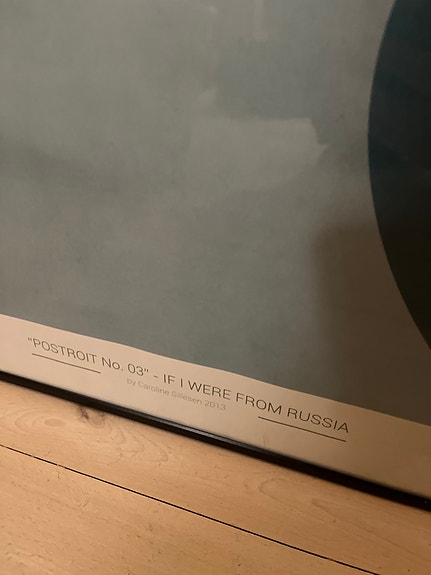 "POSTROIT No. 03" - IF I WERE FROM RUSSIA
by Caroline Sillesen 2013